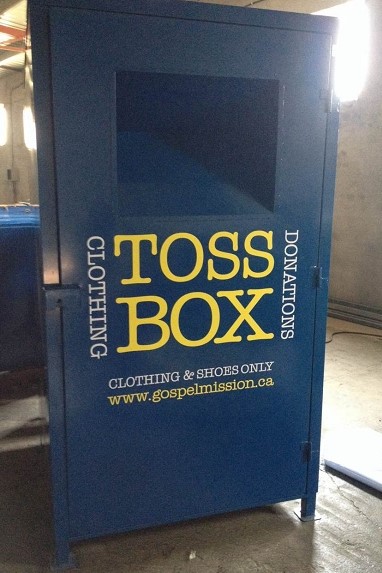 CLOTHING
TOSS
BOX
DONATIONS
CLOTHING & SHOES ONLY
www.gospelmission.ca